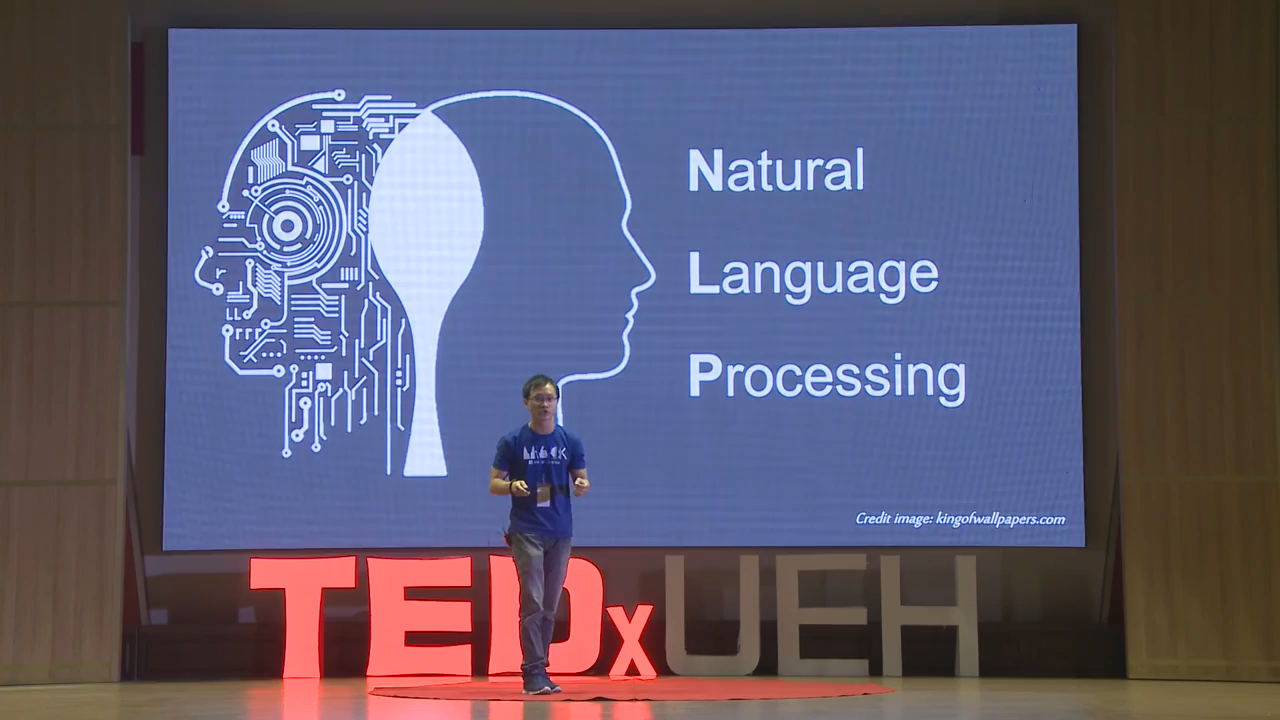 Natural
Language
Processing
Credit image: kingofwallpapers.com
TEDxUEH